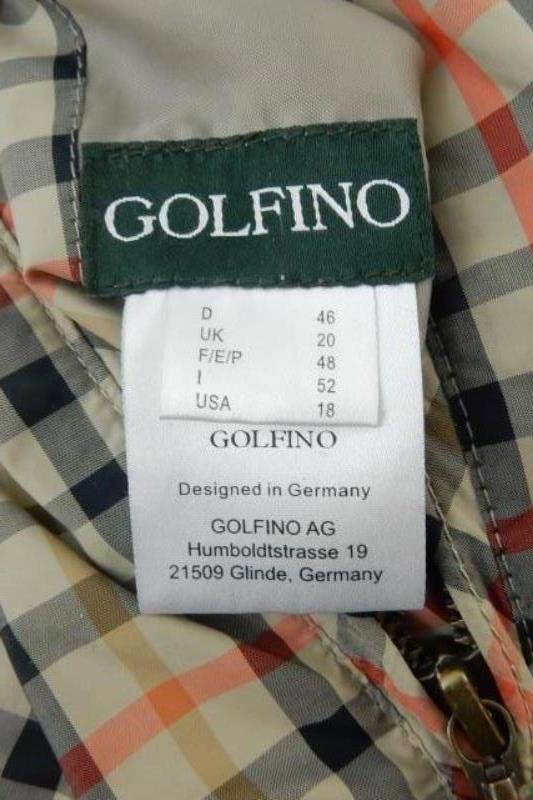 GOLFINO
D 46
UK 20
F/E/P 48
I 52
USA 18
GOLFINO
Designed in Germany
GOLFINO AG
Humboldtstrasse 19
21509 Glinde, Germany